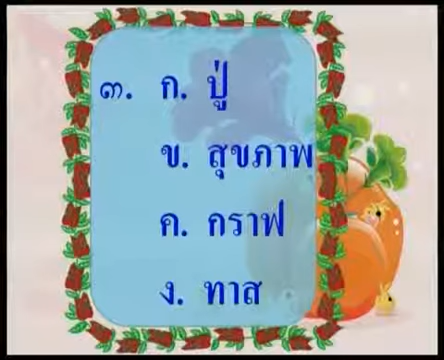 ๓. ก. ปู่
ข. สุขภาพ
ค. กราฟ
ง. ทาส